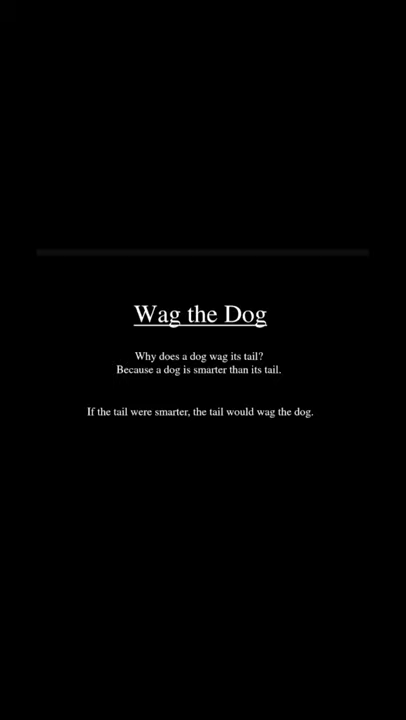 Wag the Dog
Why does a dog wag its tail?
Because a dog is smarter than its tail.
If the tail were smarter, the tail would wag the dog.